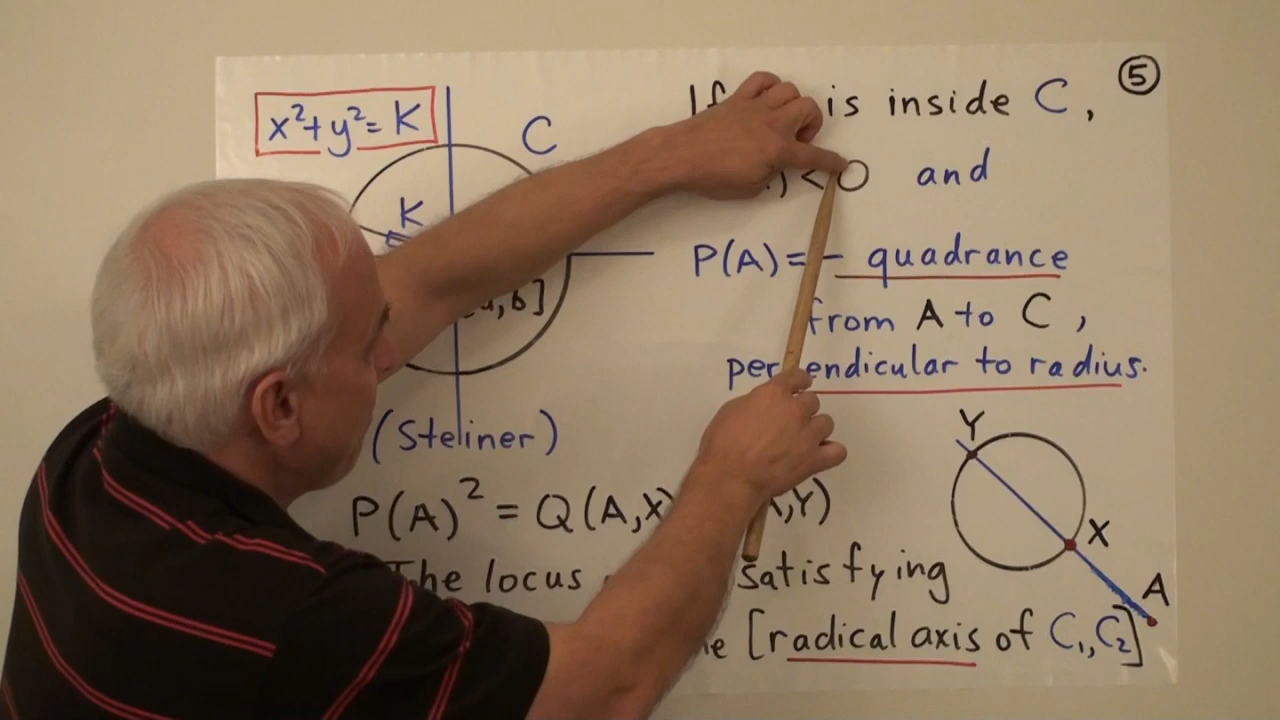 x²+y²= K
C
K
, b]
(Steliner)
If is inside C,
5
) <0 and
P(A)= - quadrance
from A to C,
perpendicular to radius.
P(A)² = Q(A,X) A,Y)
The locus satisfying
[radical axis of C₁,C₂]
Y
X
A